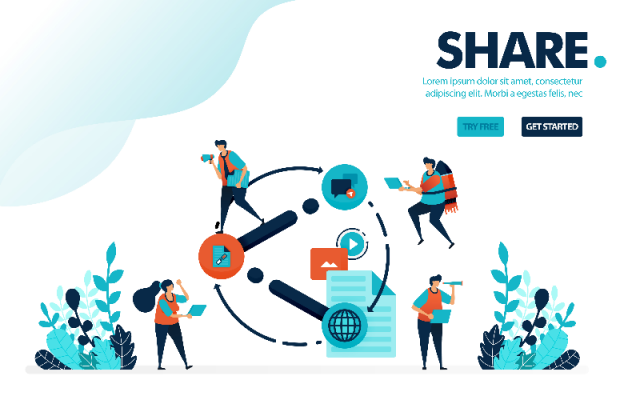 SHARE.
Lorem ipsum dolor sit amet, consectetur
adipiscing elit. Morbi a egestas felis, nec
TRY FREE
GET STARTED